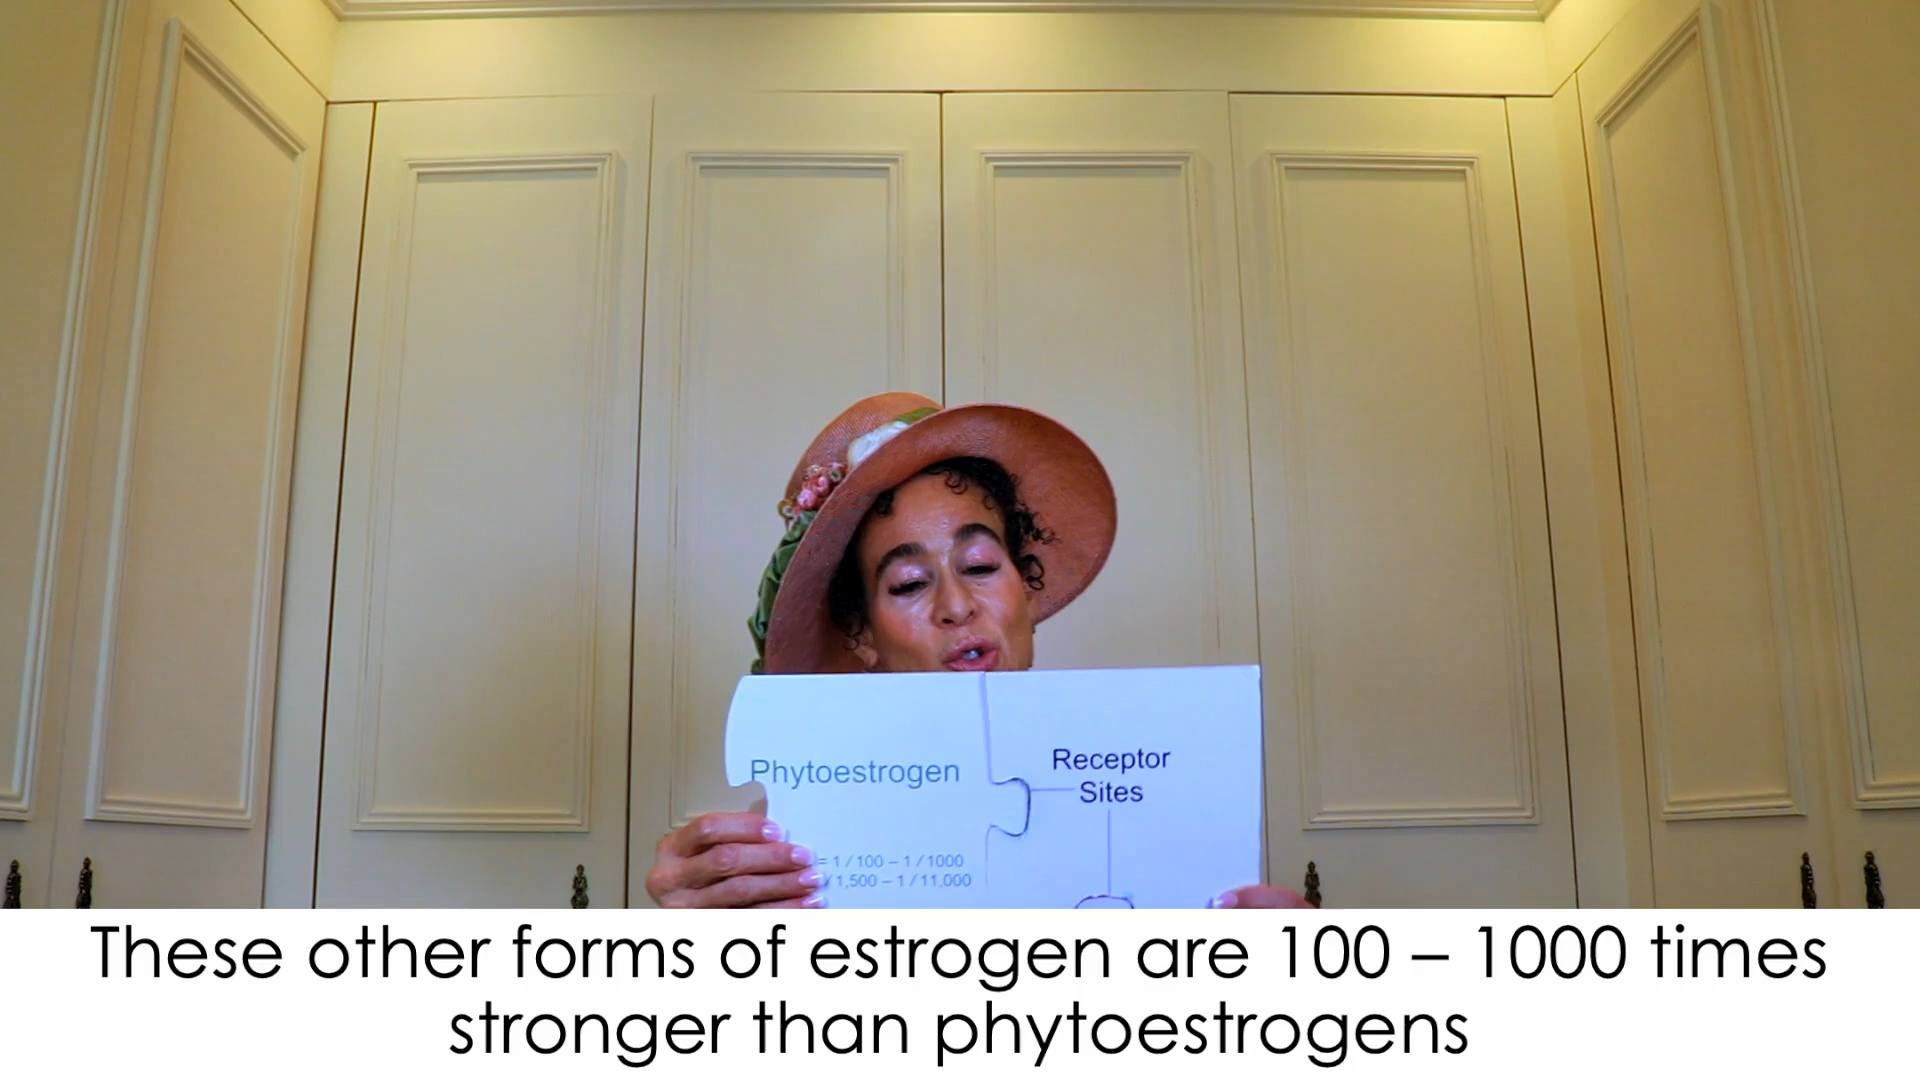 Phytoestrogen
Receptor
Sites
= 1 / 100 – 1 / 1000
/ 1,500 – 1 / 11,000
These other forms of estrogen are 100 – 1000 times
stronger than phytoestrogens